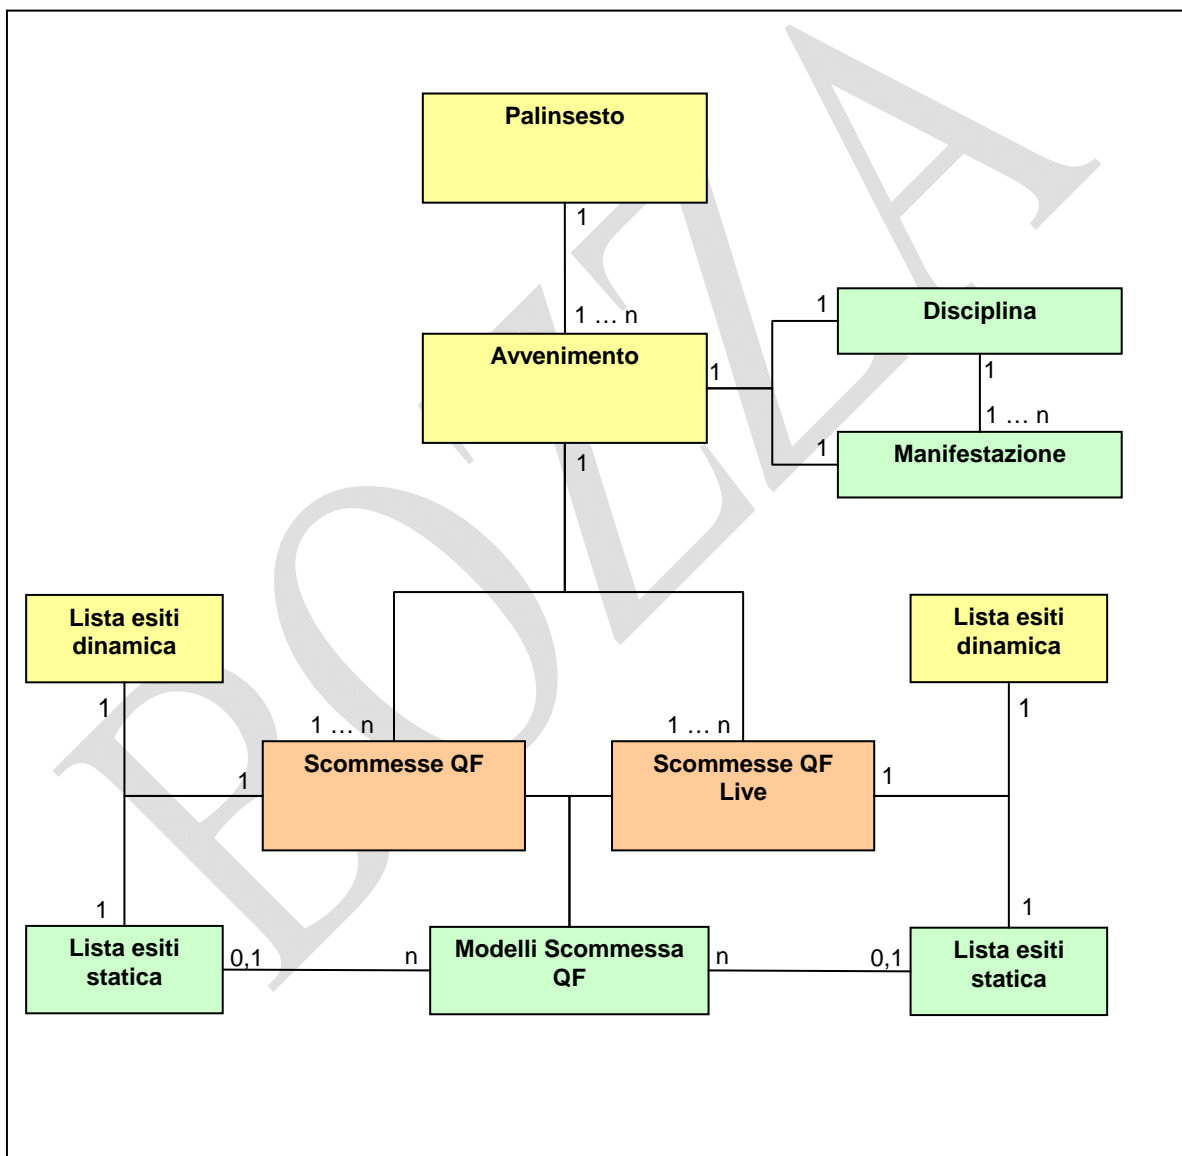 Palinsesto
1
1 … n
Avvenimento
1
1
Disciplina
1
1 … n
1
Manifestazione
1
Lista esiti
dinamica
Lista esiti
dinamica
1
1
1 … n
1 … n
Scommesse QF
Scommesse QF
Live
1
1
1
1
Lista esiti
statica
0,1
n
Modelli Scommessa
QF
n
0,1
Lista esiti
statica
BOZZA